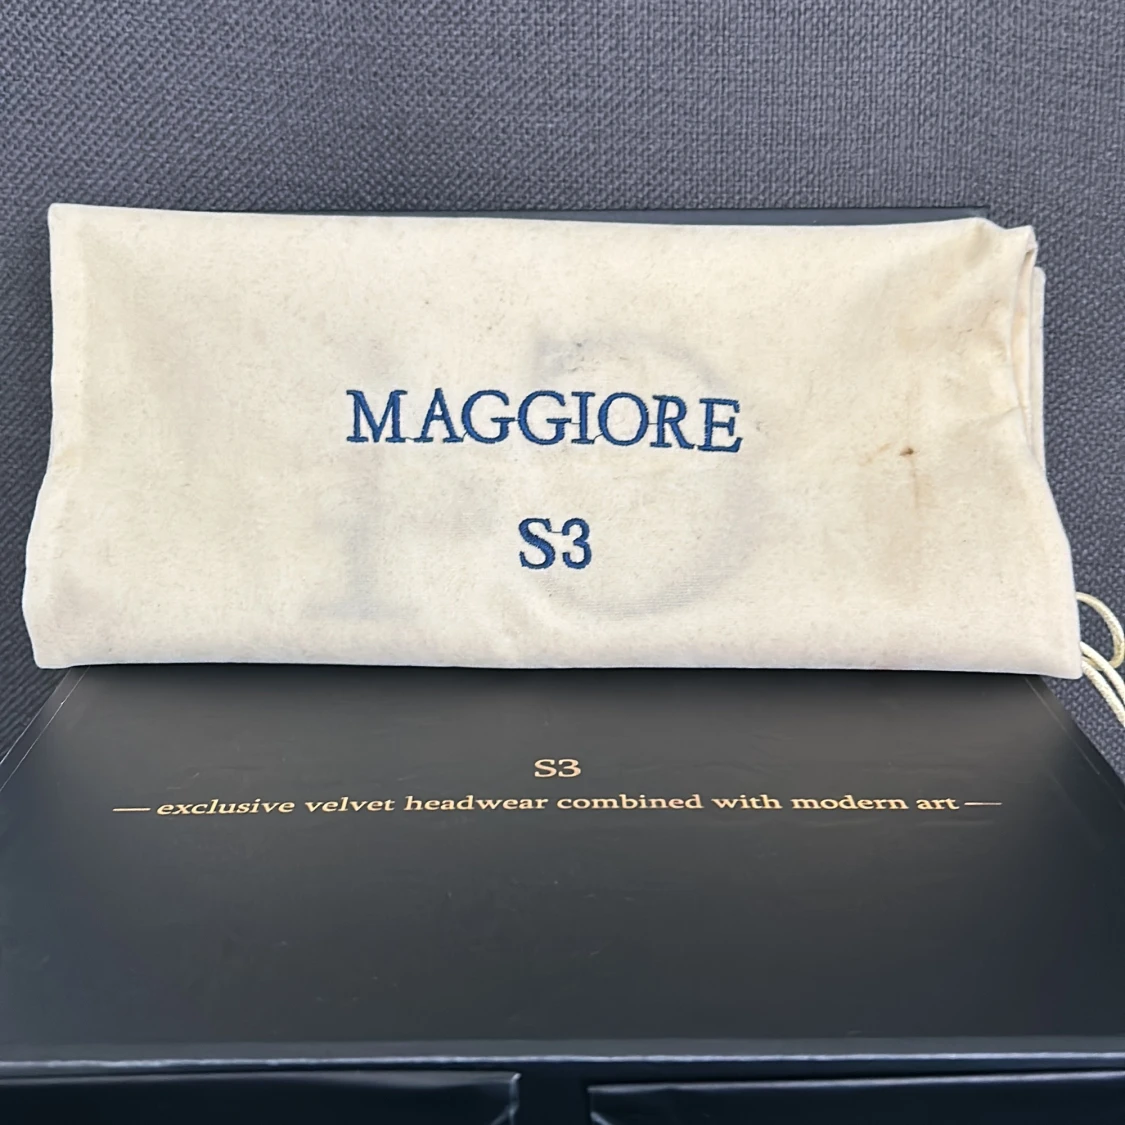 MAGGIORE
S3
S3
— exclusive velvet headwear combined with modern art —